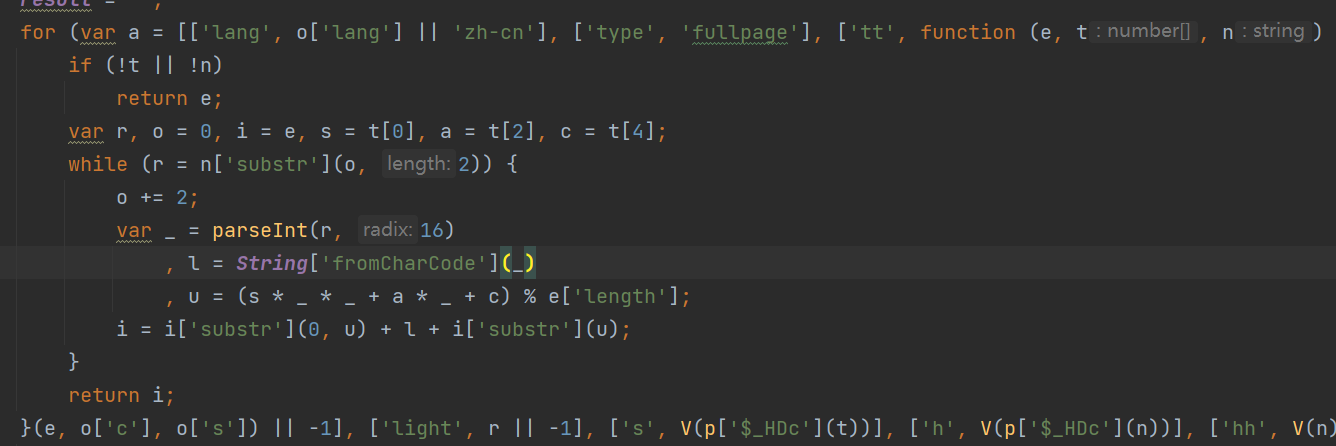 result = '' ;
for (var a = [['lang', o['lang'] || 'zh-cn'], ['type', 'fullpage'], ['tt', function (e, t : number[] , n : string )
if (!t || !n)
return e;
var r, o = 0, i = e, s = t[0], a = t[2], c = t[4];
while (r = n['substr'](o, length: 2)) {
o += 2;
var _ = parseInt(r, radix: 16)
, l = String['fromCharCode'](_)
, u = (s * _ * _ + a * _ + c) % e['length'];
i = i['substr'](0, u) + l + i['substr'](u);
}
return i;
}(e, o['c'], o['s']) || -1], ['light', r || -1], ['s', V(p['$_HDc'](t))], ['h', V(p['$_HDc'](n))], ['hh', V(n)